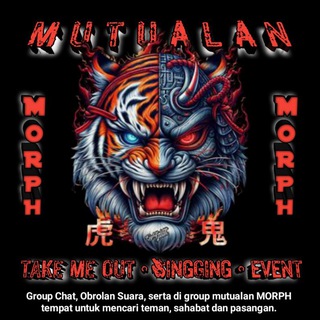 MUTUALAN
MORPH
MORPH
虎 鬼
TAKE ME OUT • SINGGING • EVENT
Group Chat, Obrolan Suara, serta di group mutualan MORPH
tempat untuk mencari teman, sahabat dan pasangan.